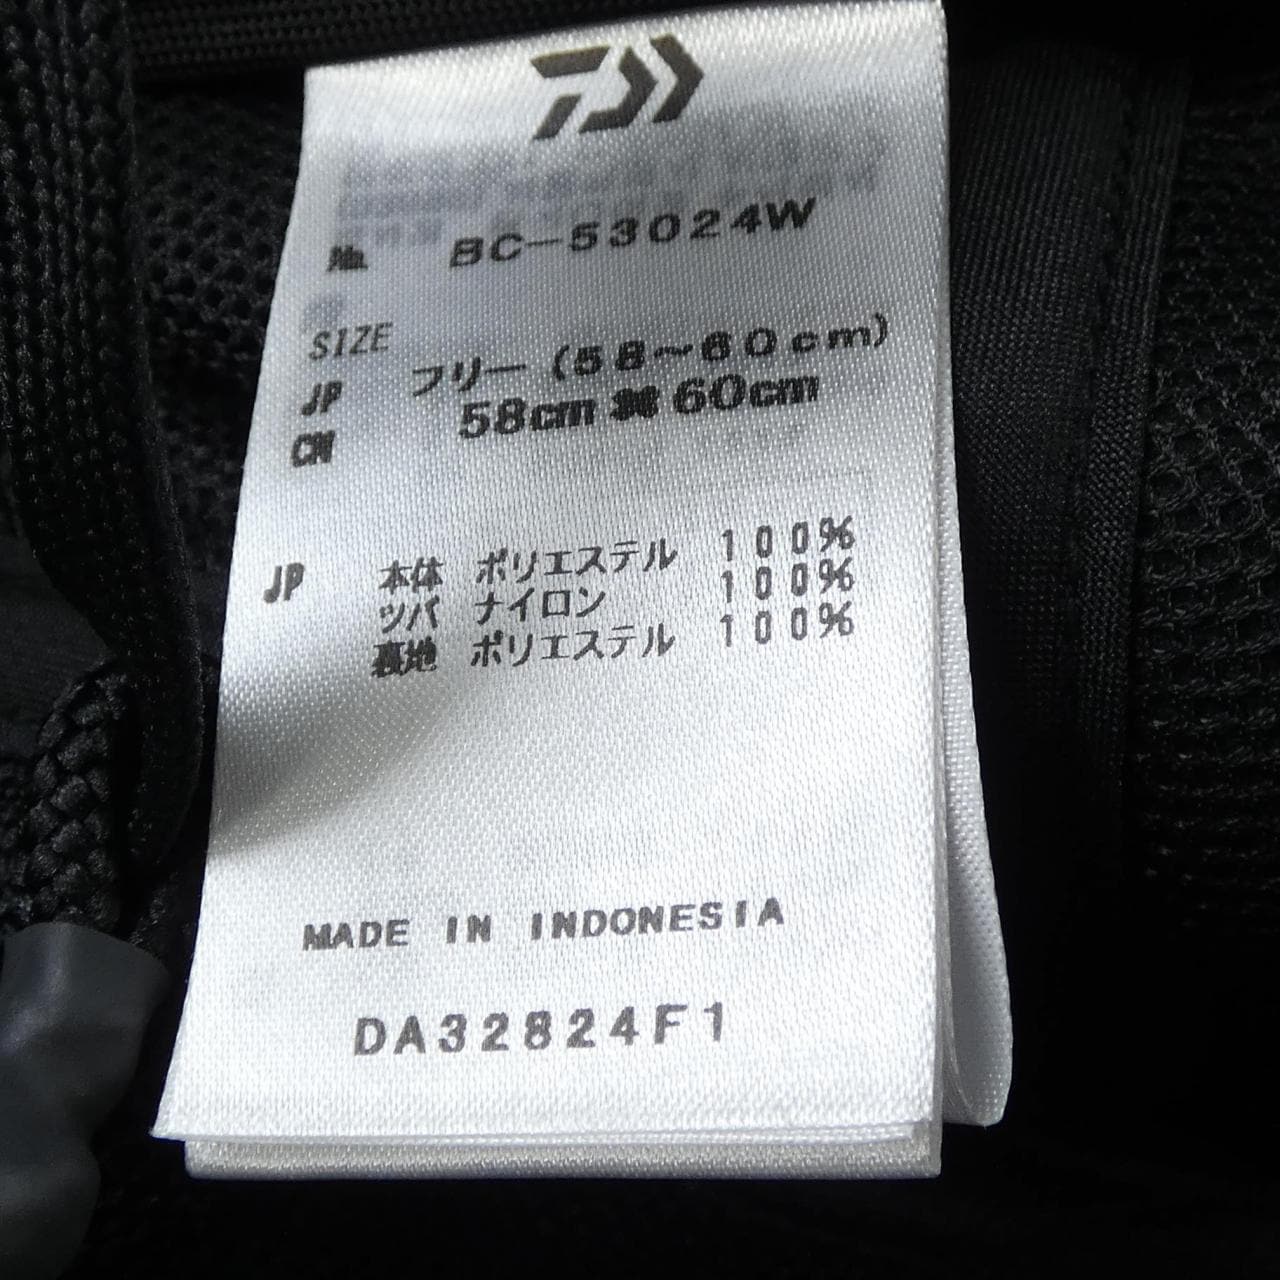 № BC-53024W
SIZE
JP フリー(58~60cm)
CN 58cm 60cm
JP 本体 ポリエステル 100%
ツバ ナイロン 100%
裏地 ポリエステル 100%
MADE IN INDONESIA
DA32824F1